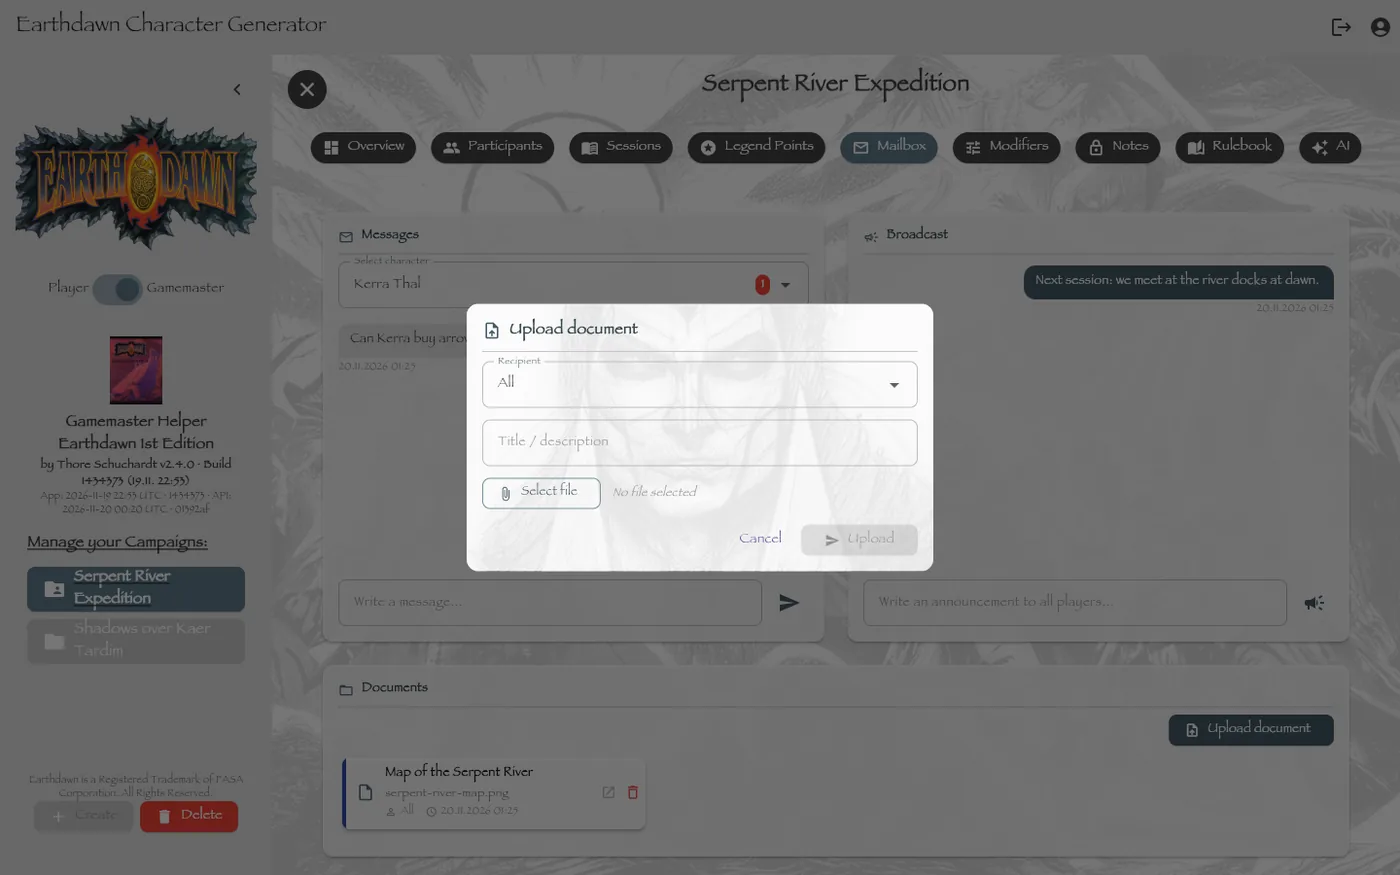 Earthdawn Character Generator
EARTHDAWN
Player Gamemaster
Gamemaster Helper
Earthdawn 1st Edition
by Thore Schuchardt v2.4.0 · Build
1434373 (19.11. 22:53)
App: 2026-11-19 22:53 UTC · 1434373 · API:
2026-11-20 00:20 UTC · 01392af
Manage your Campaigns:
Serpent River
Expedition
Shadows over Kaer
Tardim
Earthdawn is a Registered Trademark of FASA
Corporation. All Rights Reserved.
+ Create Delete
Serpent River Expedition
Overview Participants Sessions Legend Points Mailbox Modifiers Notes Rulebook AI
Messages
Select character
Kerra Thal 1
Can Kerra buy arrow
20.11.2026 01:25
Write a message...
Broadcast
Next session: we meet at the river docks at dawn.
20.11.2026 01:25
Write an announcement to all players...
Upload document
Recipient
All
Title / description
Select file No file selected
Cancel Upload
Documents
Upload document
Map of the Serpent River
serpent-river-map.png
All 20.11.2026 01:25